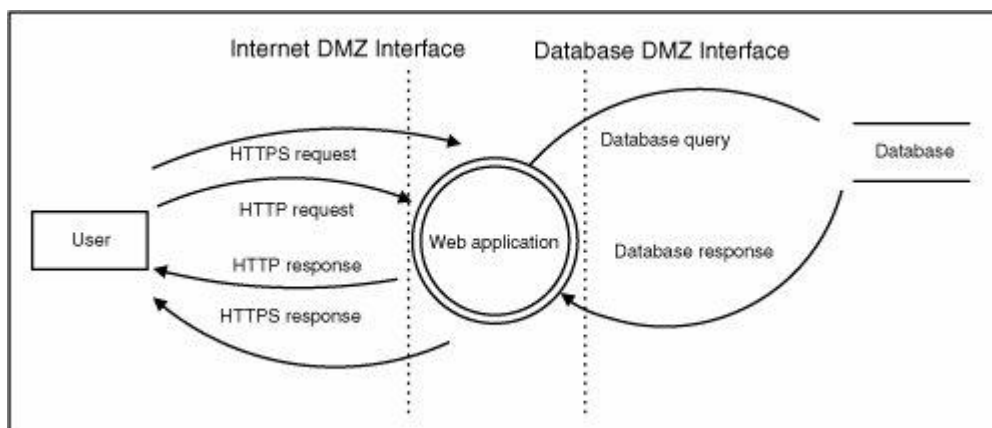 Internet DMZ Interface
Database DMZ Interface
HTTPS request
HTTP request
HTTP response
HTTPS response
User
Web application
Database query
Database response
Database